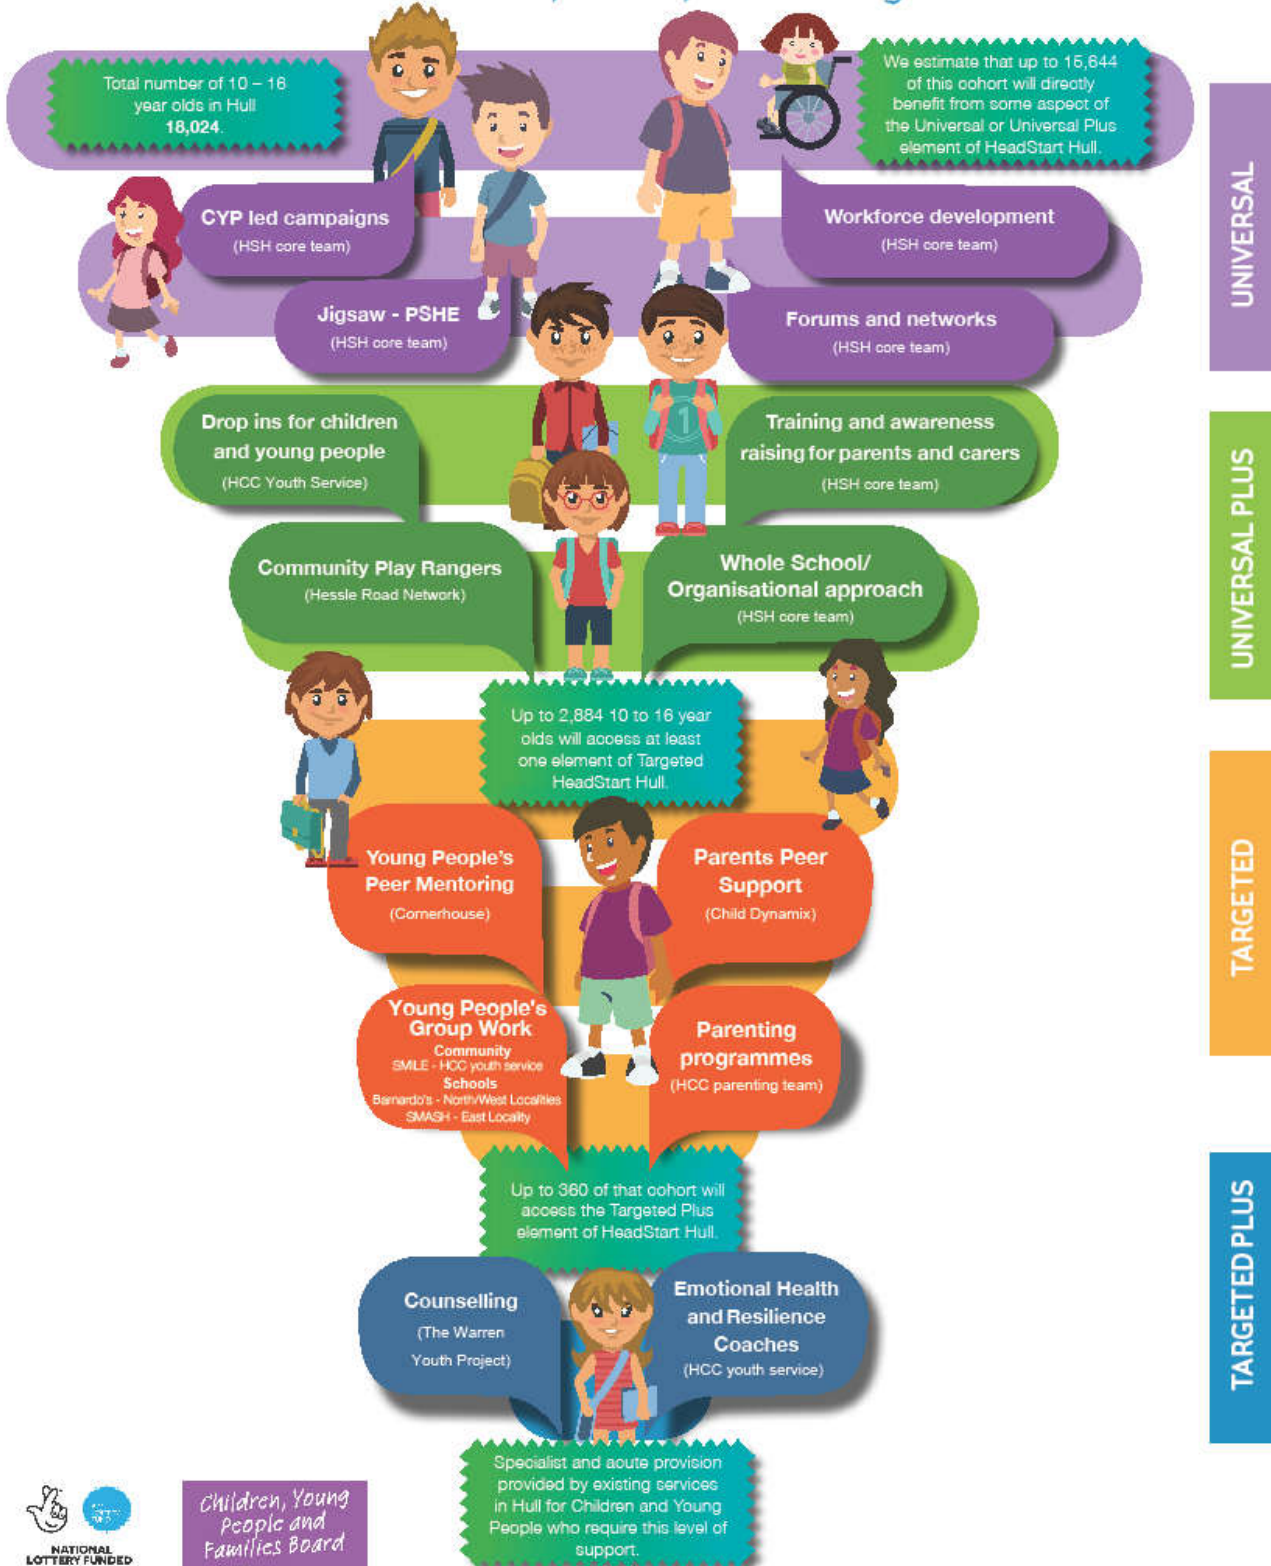 Total number of 10 – 16
year olds in Hull
18,024.
We estimate that up to 15,644
of this cohort will directly
benefit from some aspect of
the Universal or Universal Plus
element of HeadStart Hull.
UNIVERSAL
CYP led campaigns
(HSH core team)
Workforce development
(HSH core team)
Jigsaw - PSHE
(HSH core team)
Forums and networks
(HSH core team)
UNIVERSAL PLUS
Drop ins for children
and young people
(HCC Youth Service)
Training and awareness
raising for parents and carers
(HSH core team)
1
Community Play Rangers
(Hessle Road Network)
Whole School/
Organisational approach
(HSH core team)
Up to 2,884 10 to 16 year
olds will access at least
one element of Targeted
HeadStart Hull.
TARGETED
Young People's
Peer Mentoring
(Cornerhouse)
Parents Peer
Support
(Child Dynamix)
Young People's
Group Work
Community
SMILE - HCC youth service
Schools
Barnardo's - North/West Localities
SMASH - East Locality
Parenting
programmes
(HCC parenting team)
Up to 360 of that cohort will
access the Targeted Plus
element of HeadStart Hull.
TARGETED PLUS
Counselling
(The Warren
Youth Project)
Emotional Health
and Resilience
Coaches
(HCC youth service)
Specialist and acute provision
provided by existing services
in Hull for Children and Young
People who require this level of
support.
NATIONAL
LOTTERY FUNDED
Children, Young
People and
Families Board